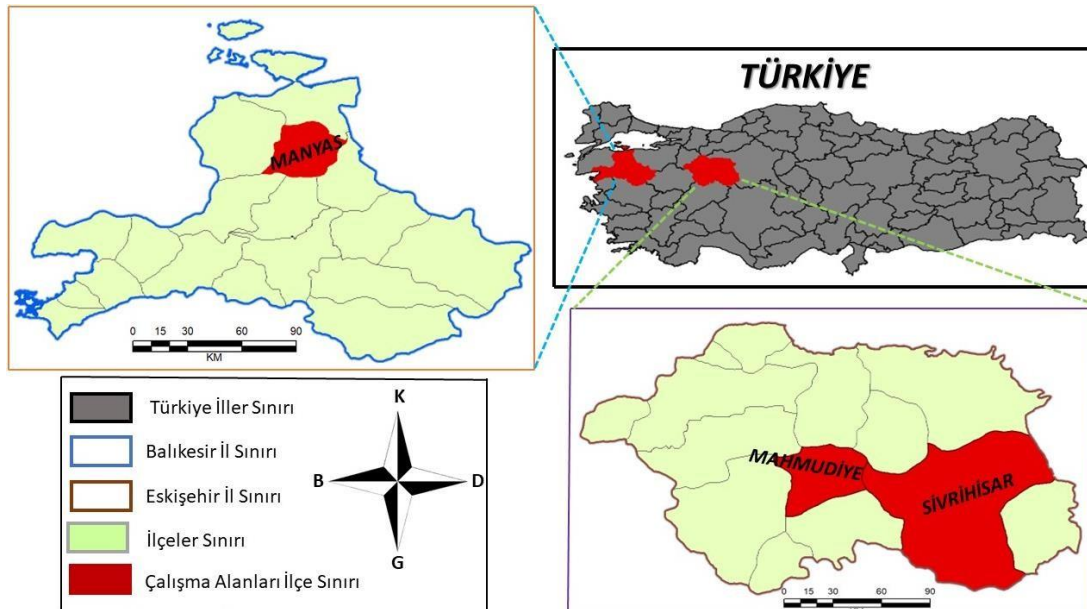 TÜRKİYE
MANYAS
0 15 30 60 90
KM
Türkiye İller Sınırı
Balıkesir İl Sınırı
Eskişehir İl Sınırı
İlçeler Sınırı
Çalışma Alanları İlçe Sınırı
K
B D
G
MAHMUDİYE
SİVRİHİSAR
0 15 30 60 90